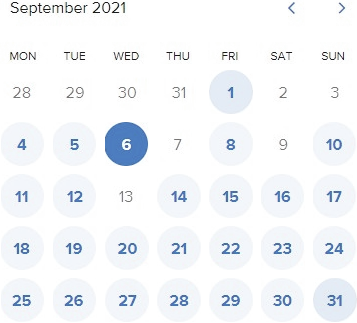 September 2021
MON TUE WED THU FRI SAT SUN
28 29 30 31 1 2 3
4 5 6 7 8 9 10
11 12 13 14 15 16 17
18 19 20 21 22 23 24
25 26 27 28 29 30 31